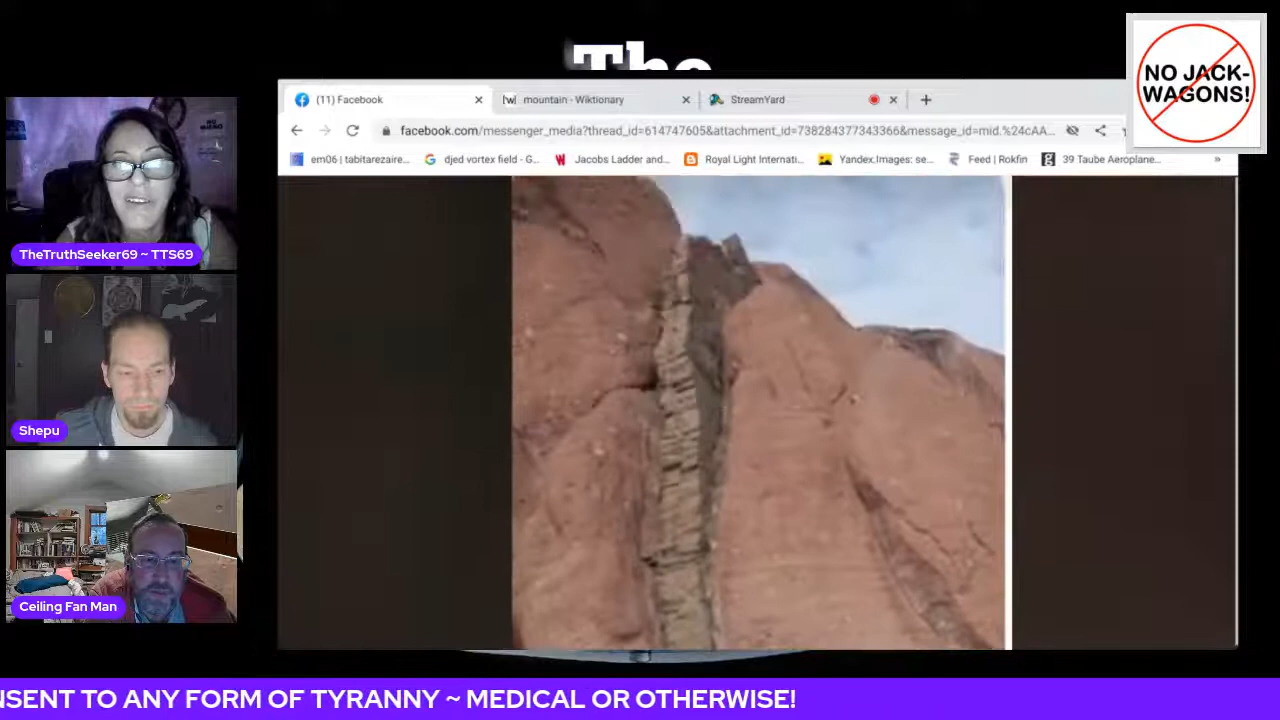 The
NO JACK-
WAGONS!
(11) Facebook
mountain - Wiktionary
StreamYard
facebook.com/messenger_media?thread_id=614747605&attachment_id=738284377343366&message_id=mid.%24cAA...
em06 | tabitarezaire...
djed vortex field - G...
Jacobs Ladder and...
Royal Light Internati...
Yandex.Images: se...
Feed | Rokfin
39 Taube Aeroplane...
TheTruthSeeker69 ~ TTS69
Shepu
Ceiling Fan Man
NSENT TO ANY FORM OF TYRANNY ~ MEDICAL OR OTHERWISE!